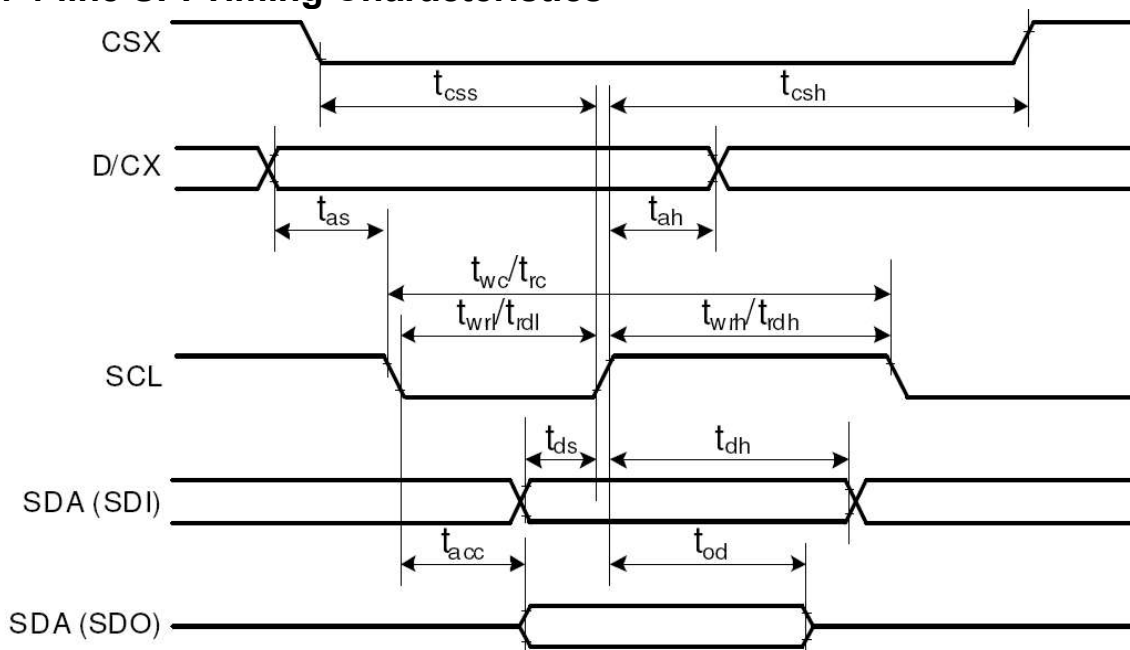 4-line SPI Timing Characteristics
CSX
tcss
tcsh
D/CX
tas
tah
twc/trc
twrl/trdl
twrh/trdh
SCL
tds
tdh
SDA (SDI)
tacc
tod
SDA (SDO)